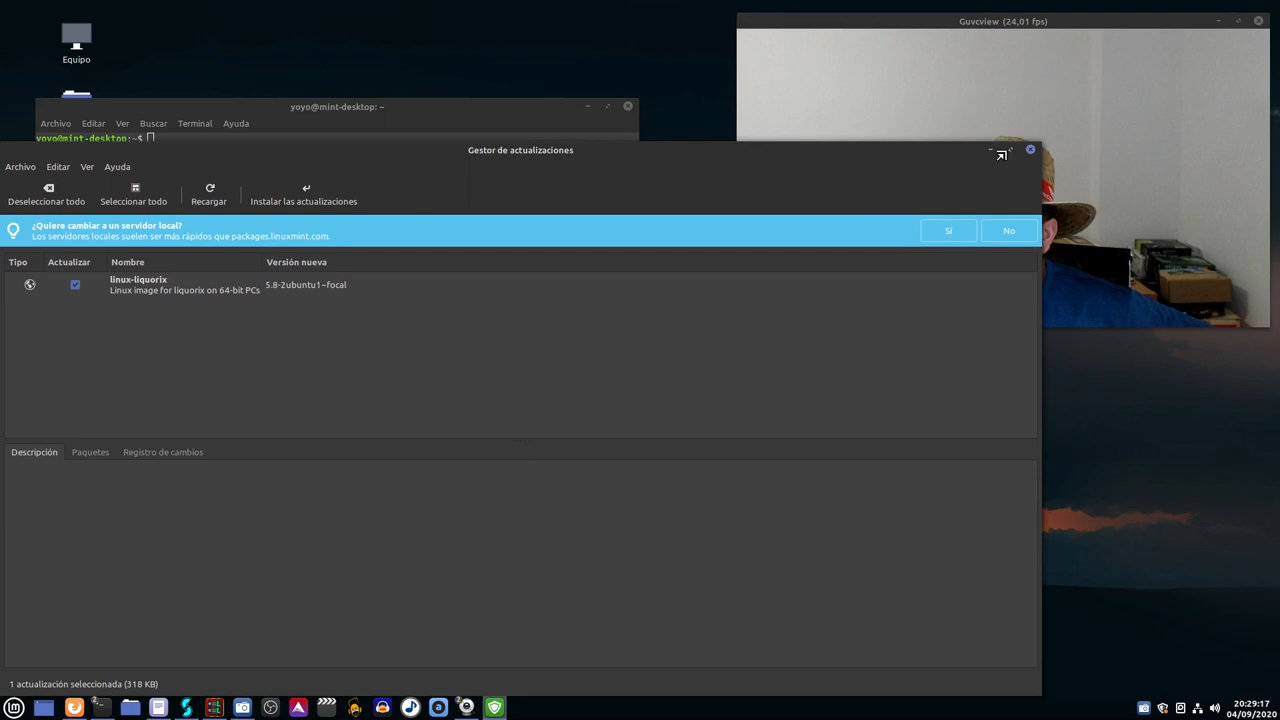 Guvcview (24,01 fps)
Equipo
yoyo@mint-desktop: ~
Archivo Editar Ver Buscar Terminal Ayuda
yoyo@mint-desktop:~$
Gestor de actualizaciones
Archivo Editar Ver Ayuda
Deseleccionar todo Seleccionar todo Recargar Instalar las actualizaciones
¿Quiere cambiar a un servidor local?
Los servidores locales suelen ser más rápidos que packages.linuxmint.com.
Sí No
Tipo Actualizar Nombre Versión nueva
linux-liquorix
Linux image for liquorix on 64-bit PCs 5.8-2ubuntu1~focal
Descripción Paquetes Registro de cambios
1 actualización seleccionada (318 KB)
20:29:17
04/09/2020